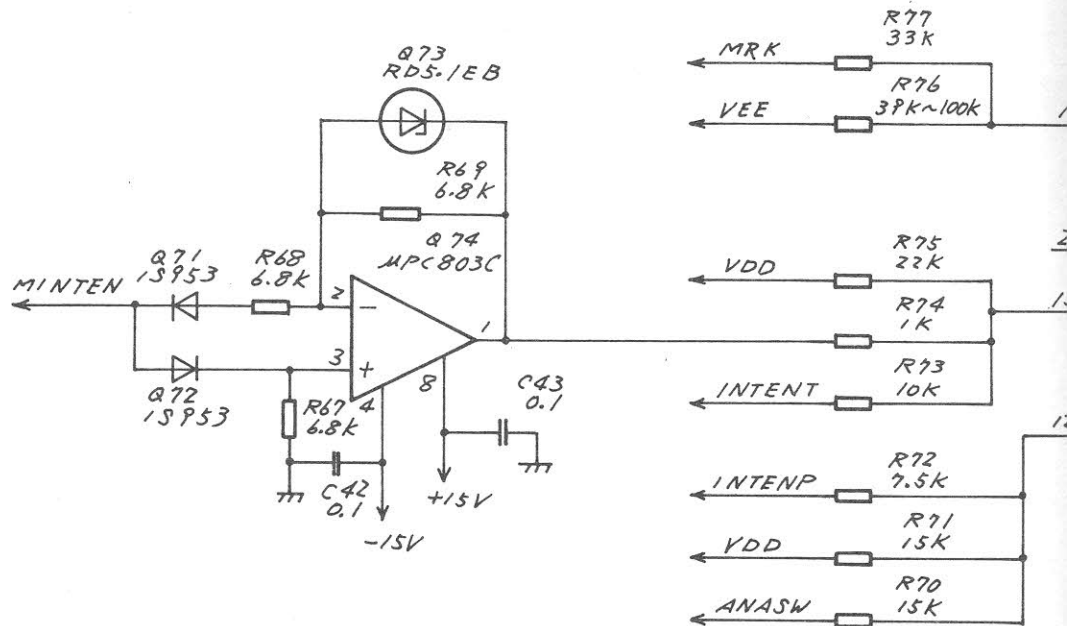 Q73
RD5.1EB
R69
6.8K
Q74
µPC803C
Q71
1S953
R68
6.8K
MINTEN
2
-
3
+
1
8
4
Q72
1S953
R67
6.8K
C42
0.1
C43
0.1
+15V
-15V
R77
33K
MRK
R76
39K~100K
VEE
R75
22K
VDD
R74
1K
R73
10K
INTENT
R72
7.5K
INTENP
R71
15K
VDD
R70
15K
ANASW